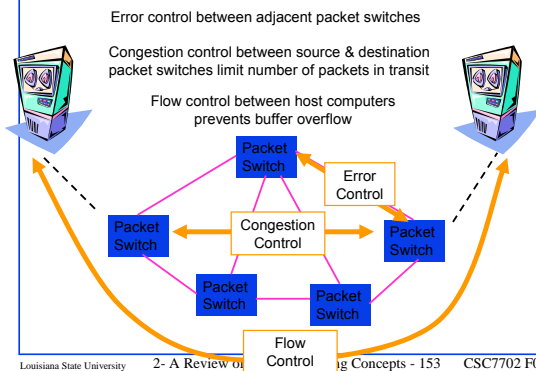 Error control between adjacent packet switches
Congestion control between source & destination
packet switches limit number of packets in transit
Flow control between host computers
prevents buffer overflow
Packet
Switch
Error
Control
Packet
Switch
Congestion
Control
Packet
Switch
Packet
Switch
Packet
Switch
Flow
Control
Louisiana State University 2- A Review o g Concepts - 153 CSC7702 F0